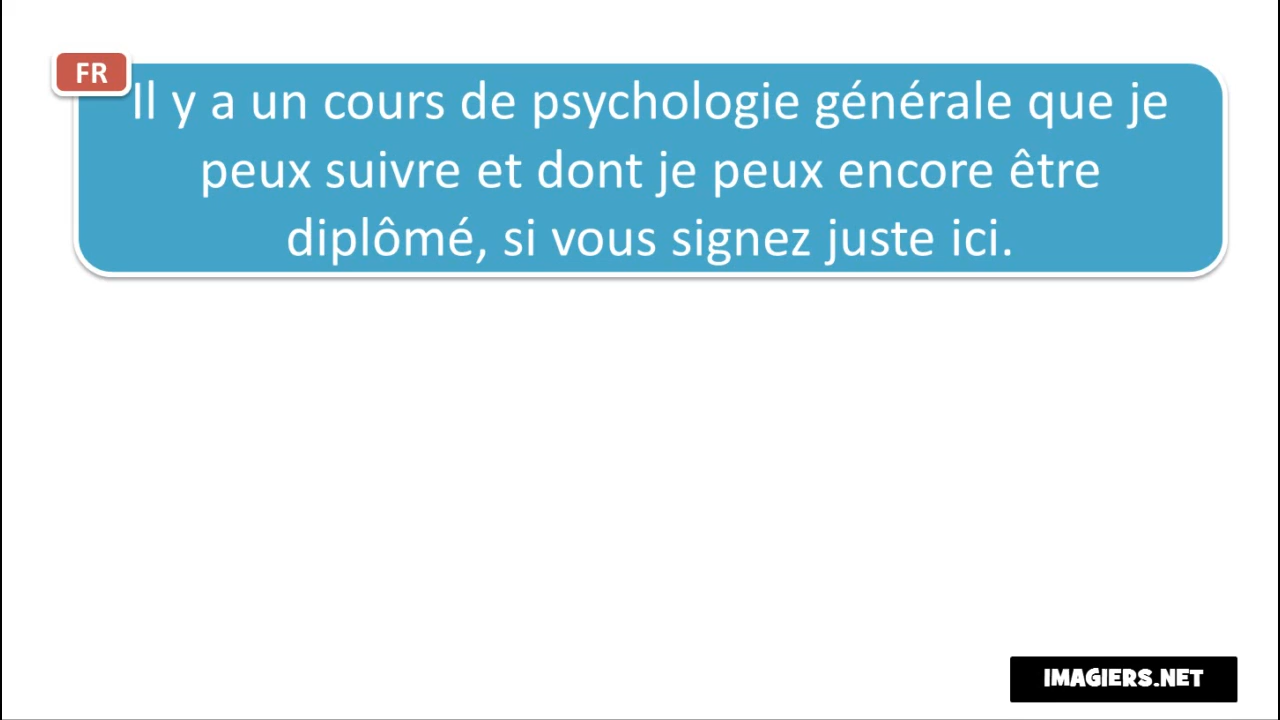 FR
Il y a un cours de psychologie générale que je
peux suivre et dont je peux encore être
diplômé, si vous signez juste ici.
IMAGIERS.NET